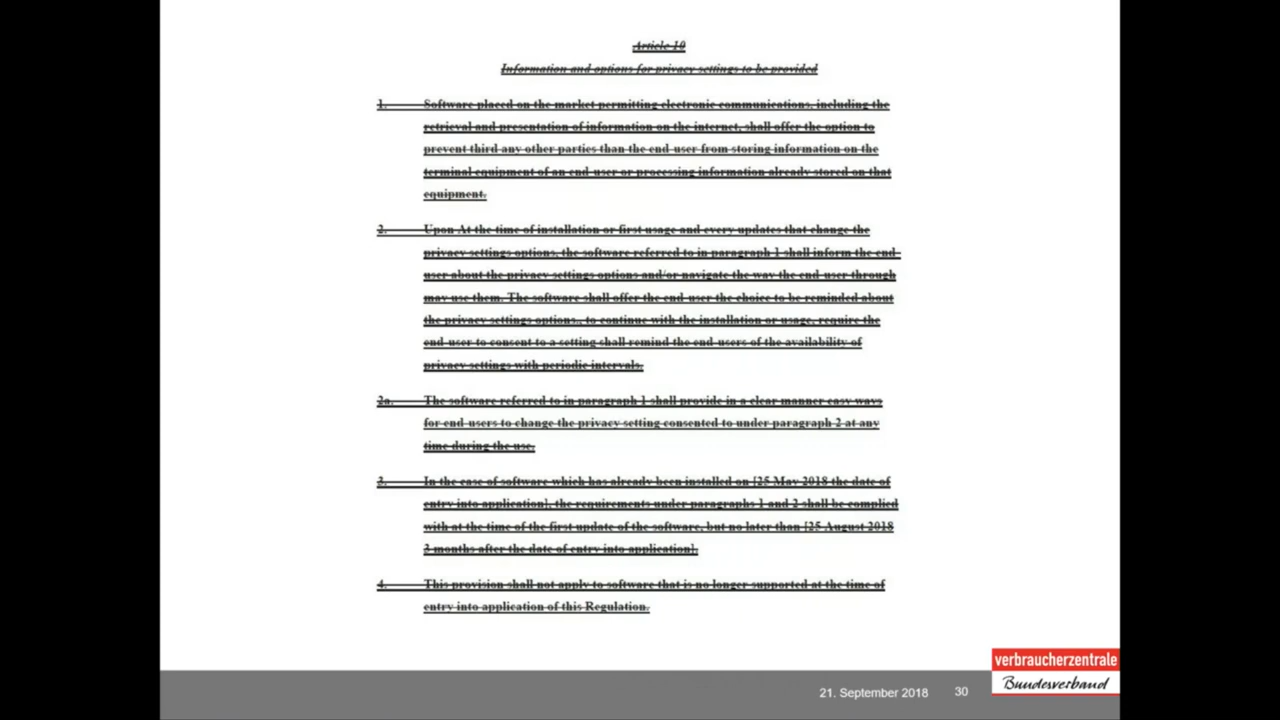 Article 10
Information and options for privacy settings to be provided
1. Software placed on the market permitting electronic communications, including the
retrieval and presentation of information on the internet, shall offer the option to
prevent third any other parties than the end-user from storing information on the
terminal equipment of an end-user or processing information already stored on that
equipment.
2. Upon At the time of installation or first usage and every updates that change the
privacy settings options, the software referred to in paragraph 1 shall inform the end-
user about the privacy settings options and/or navigate the way the end-user through
may use them. The software shall offer the end-user the choice to be reminded about
the privacy settings options., to continue with the installation or usage, require the
end-user to consent to a setting shall remind the end-users of the availability of
privacy settings with periodic intervals.
2a. The software referred to in paragraph 1 shall provide in a clear manner easy ways
for end-users to change the privacy setting consented to under paragraph 2 at any
time during the use.
3. In the case of software which has already been installed on [25 May 2018 the date of
entry into application], the requirements under paragraphs 1 and 2 shall be complied
with at the time of the first update of the software, but no later than [25 August 2018
3 months after the date of entry into application].
4. This provision shall not apply to software that is no longer supported at the time of
entry into application of this Regulation.
verbraucherzentrale
Bundesverband
21. September 2018 30